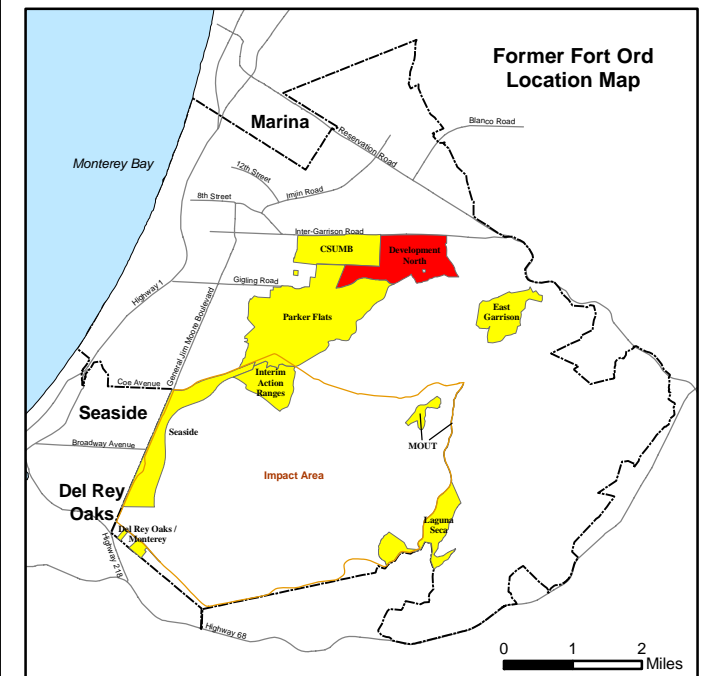 Former Fort Ord
Location Map
Marina
Blanco Road
Reservation Road
Monterey Bay
12th Street
Imjin Road
8th Street
Inter-Garrison Road
CSUMB
Development
North
Gigling Road
Highway 1
General Jim Moore Boulevard
Parker Flats
East
Garrison
Coe Avenue
Interim
Action
Ranges
Seaside
Seaside
MOUT
Broadway Avenue
Impact Area
Del Rey
Oaks
Laguna
Seca
Del Rey Oaks /
Monterey
Highway 218
Highway 68
0 1 2
Miles